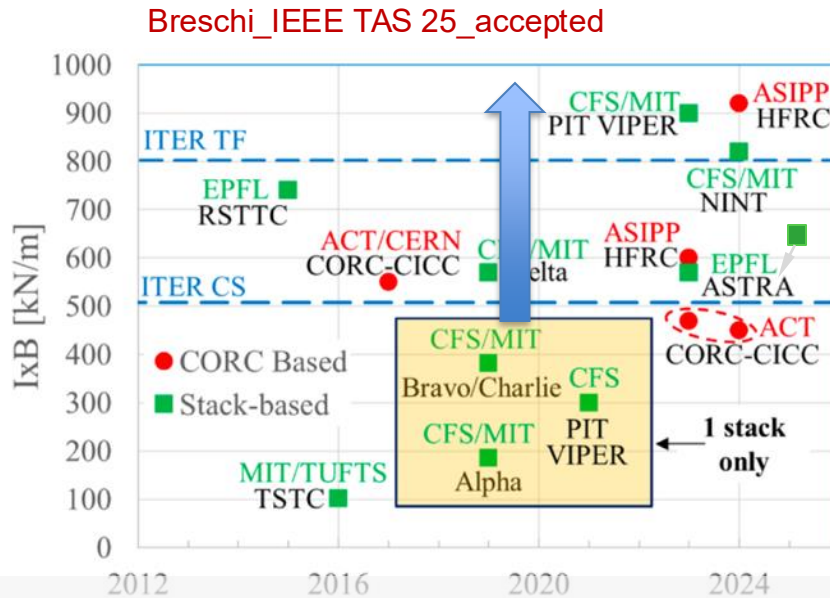 Breschi_IEEE TAS 25_accepted
1000
900
800
700
600
500
400
300
200
100
0
IxB [kN/m]
2012
2016
2020
2024
ITER TF
ITER CS
CFS/MIT
PIT VIPER
ASIPP
HFRC
CFS/MIT
NINT
EPFL
RSTTC
ACT/CERN
CORC-CICC
/MIT
elta
ASIPP
HFRC
EPFL
ASTRA
ACT
CORC-CICC
CORC Based
Stack-based
CFS/MIT
Bravo/Charlie
CFS
PIT
VIPER
CFS/MIT
Alpha
1 stack
only
MIT/TUFTS
TSTC